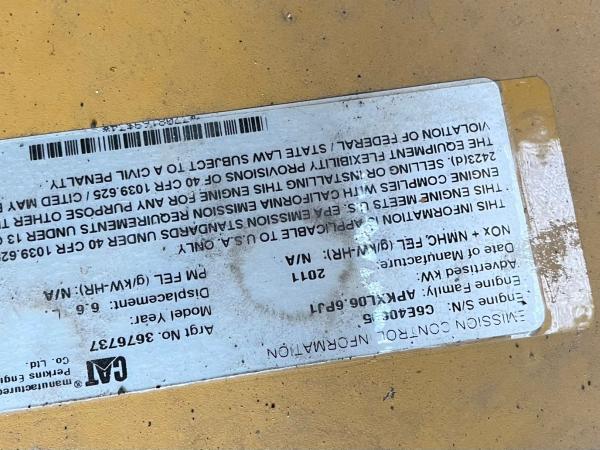 EMISSION CONTROL INFORMATION
CAT®
manufactured
Perkins Engi
Co. Ltd.
Engine S/N:
Argt No. 3676737
Engine Family: APKXL06.6PJ1
Model Year:
Advertised kW:
Displacement: 6.6 L
Date of Manufacture: 2011
NOx + NMHC, FEL (g/kW-HR): N/A
PM FEL (g/kW-HR): N/A
THIS INFORMATION IS APPLICABLE TO U.S.A. ONLY
THIS ENGINE MEETS U.S. EPA EMISSION STANDARDS UNDER 40 CFR 1039.625
ENGINE COMPLIES WITH CALIFORNIA EMISSION REQUIREMENTS UNDER 13 C
2423(d). SELLING OR INSTALLING THIS ENGINE FOR ANY PURPOSE OTHER TH
THE EQUIPMENT FLEXIBILITY PROVISIONS OF 40 CFR 1039.625 / CITED MAY B
VIOLATION OF FEDERAL / STATE LAW SUBJECT TO A CIVIL PENALTY.